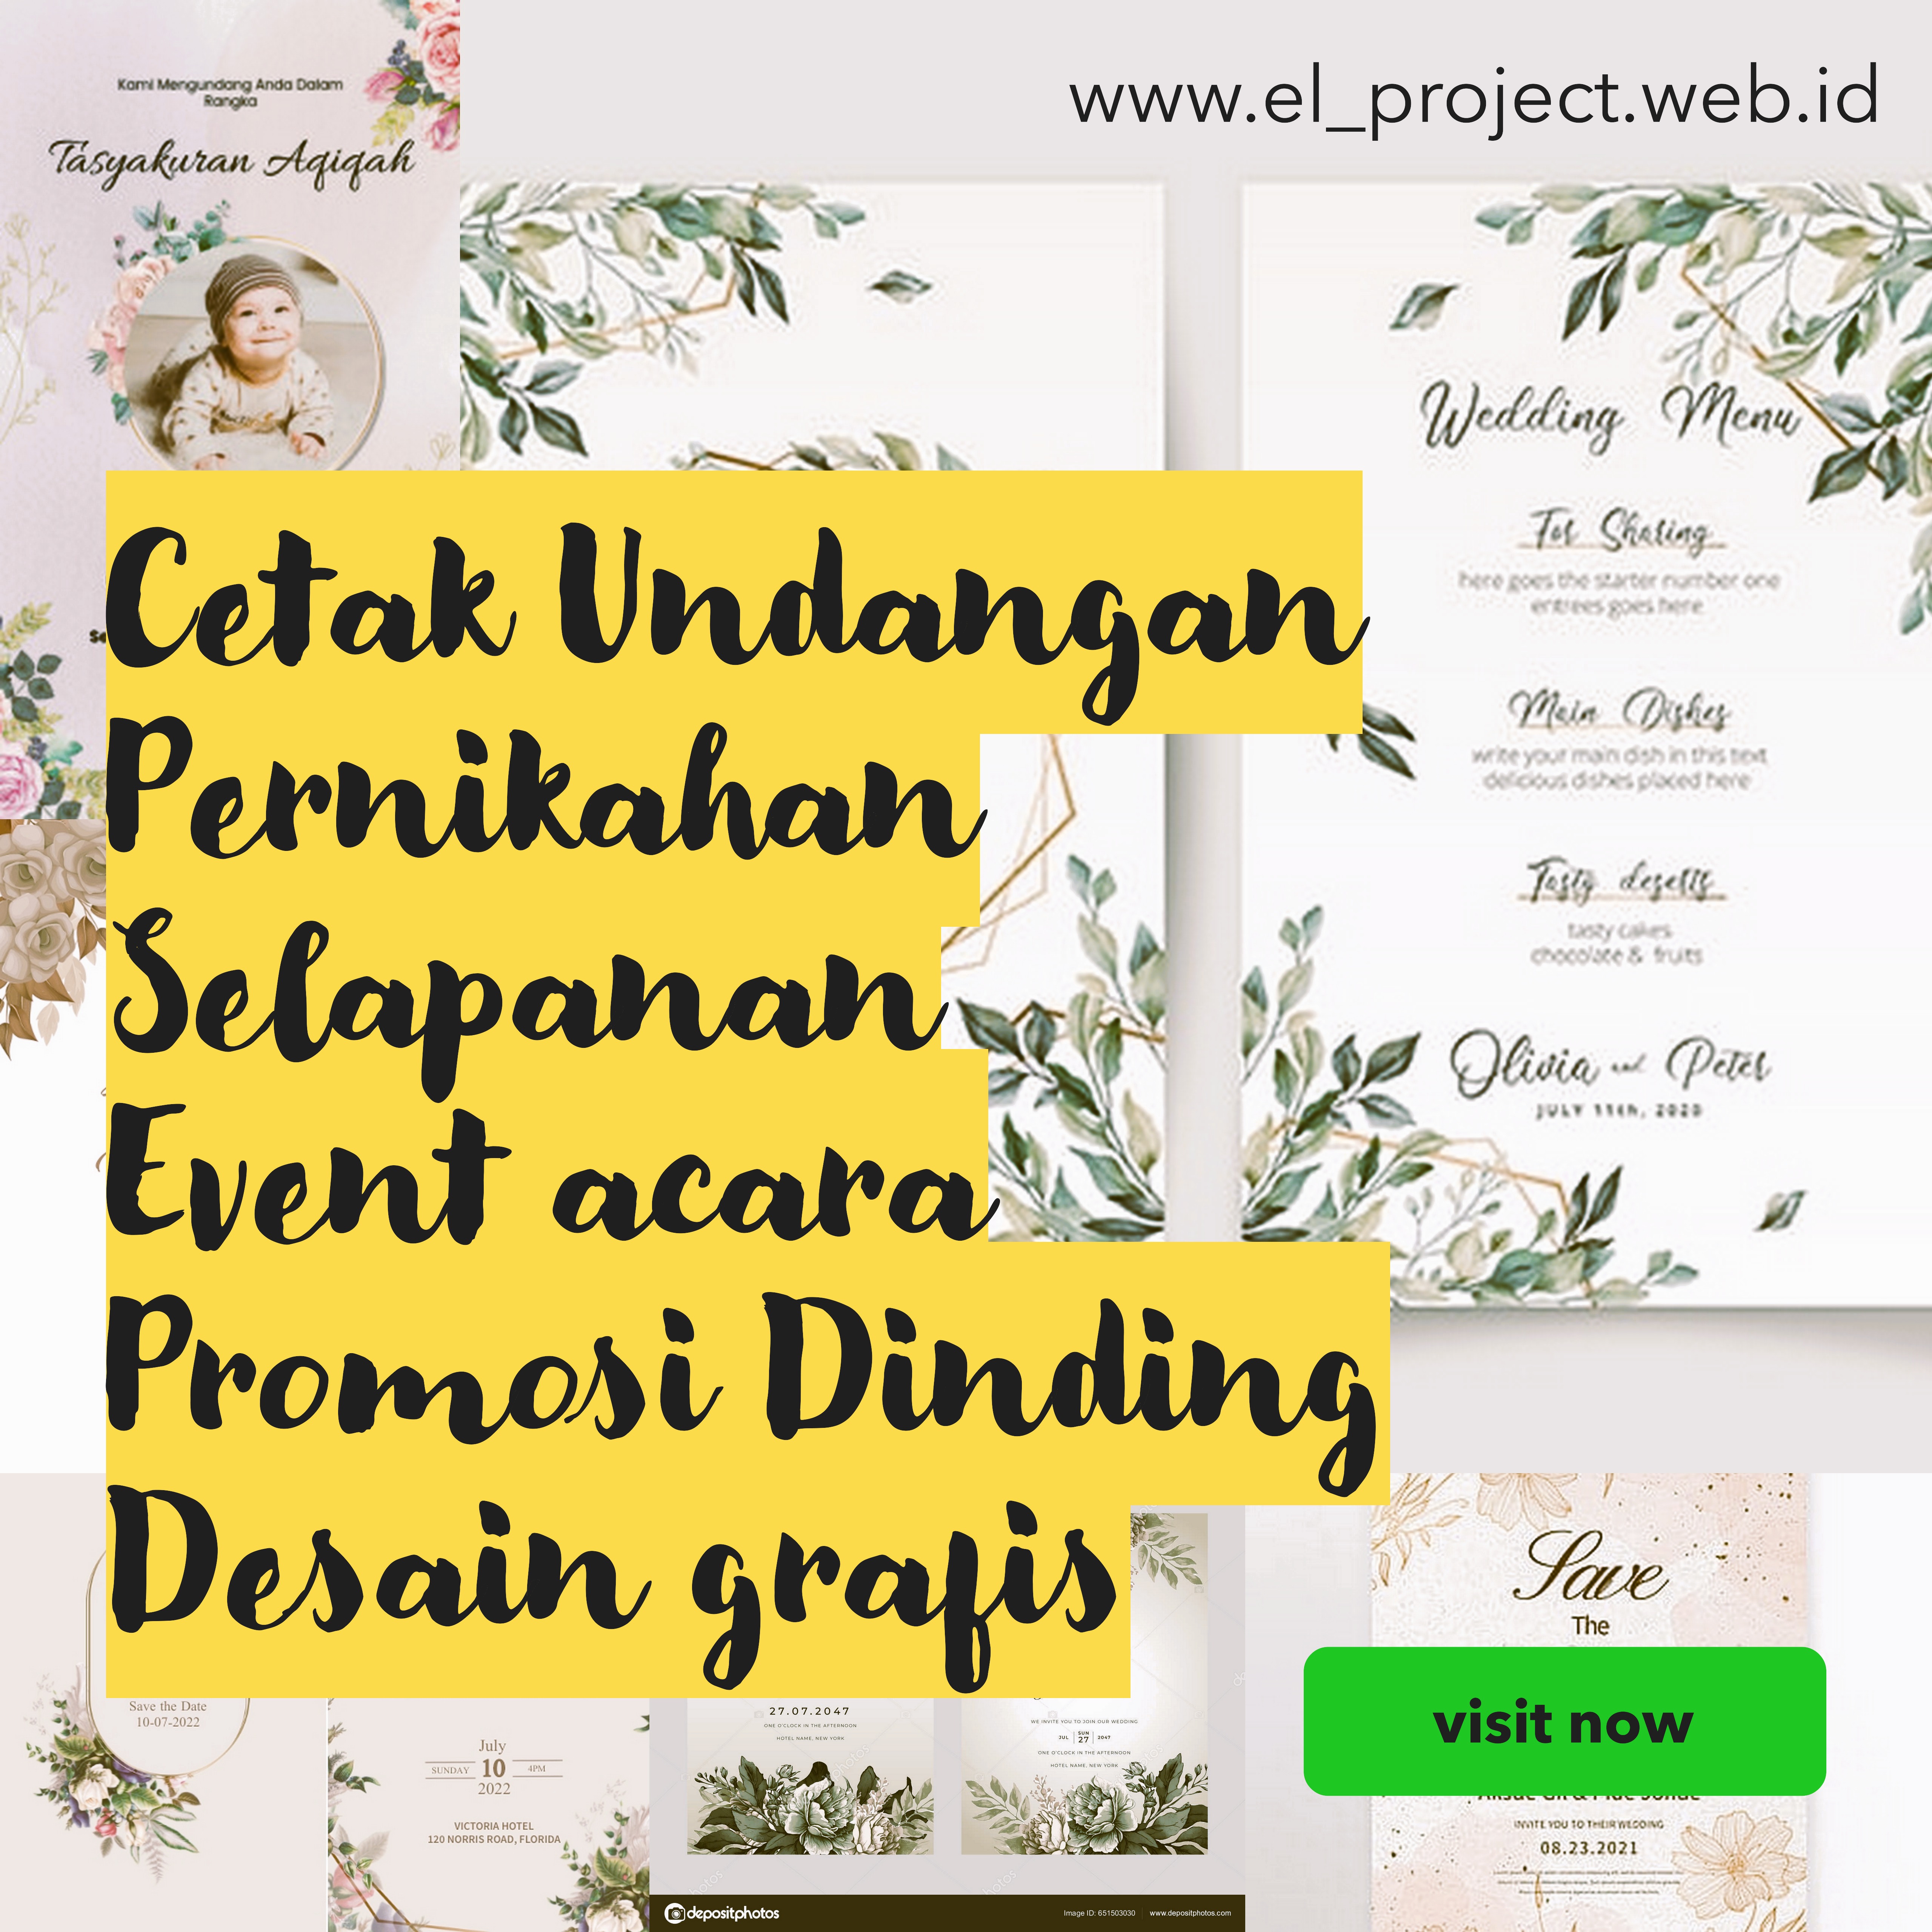 Kami Mengundang Anda Dalam
Rangka
Tasyakuran Aqiqah
www.el_project.web.id
Cetak Undangan
Pernikahan
Selapanan
Event acara
Promosi Dinding
Desain grafis
Wedding Menu
For Sharing
here goes the starter number one
entrees goes here
Main Dishes
write your main dish in this text
delicious dishes placed here
Tasty deserts
tasty cakes
chocolate & fruits
Olivia and Peter
JULY 11th, 2020
Save the Date
10-07-2022
July
SUNDAY 10 4PM
2022
VICTORIA HOTEL
120 NORRIS ROAD, FLORIDA
27.07.2047
ONE O'CLOCK IN THE AFTERNOON
HOTEL NAME, NEW YORK
WE INVITE YOU TO JOIN OUR WEDDING
JUL SUN 27 2047
ONE O'CLOCK IN THE AFTERNOON
HOTEL NAME, NEW YORK
depositphotos
Image ID: 651503030 www.depositphotos.com
Save
The
visit now
INVITE YOU TO THEIR WEDDING
08.23.2021